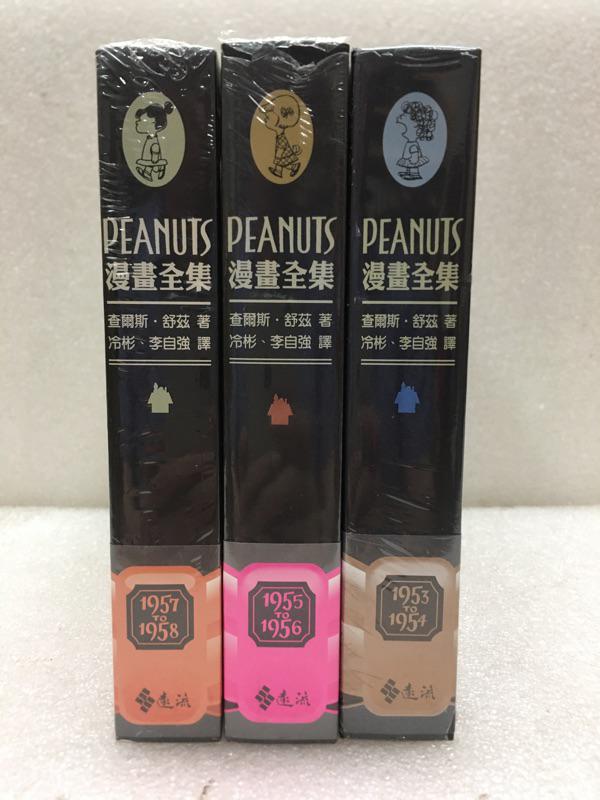 PEANUTS
漫畫全集
查爾斯・舒茲 著
冷彬、李自強 譯
1957
TO
1958
遠流
PEANUTS
漫畫全集
查爾斯・舒茲 著
冷彬、李自強 譯
1955
TO
1956
遠流
PEANUTS
漫畫全集
查爾斯・舒茲 著
冷彬、李自強 譯
1953
TO
1954
遠流